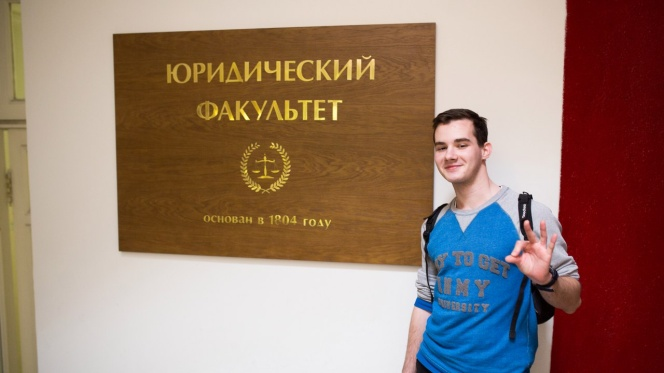 ЮРИДИЧЕСКИЙ
ФАКУЛЬТЕТ
основан в 1804 году
TO GET